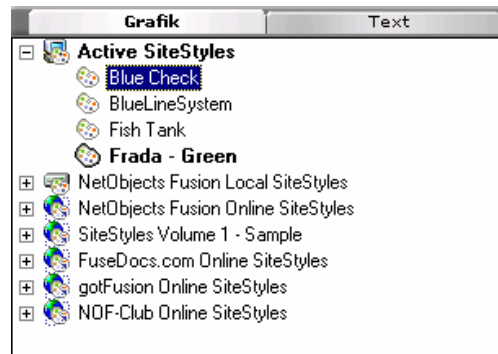 Grafik Text
Active SiteStyles
Blue Check
BlueLineSystem
Fish Tank
Frada - Green
NetObjects Fusion Local SiteStyles
NetObjects Fusion Online SiteStyles
SiteStyles Volume 1 - Sample
FuseDocs.com Online SiteStyles
gotFusion Online SiteStyles
NOF-Club Online SiteStyles